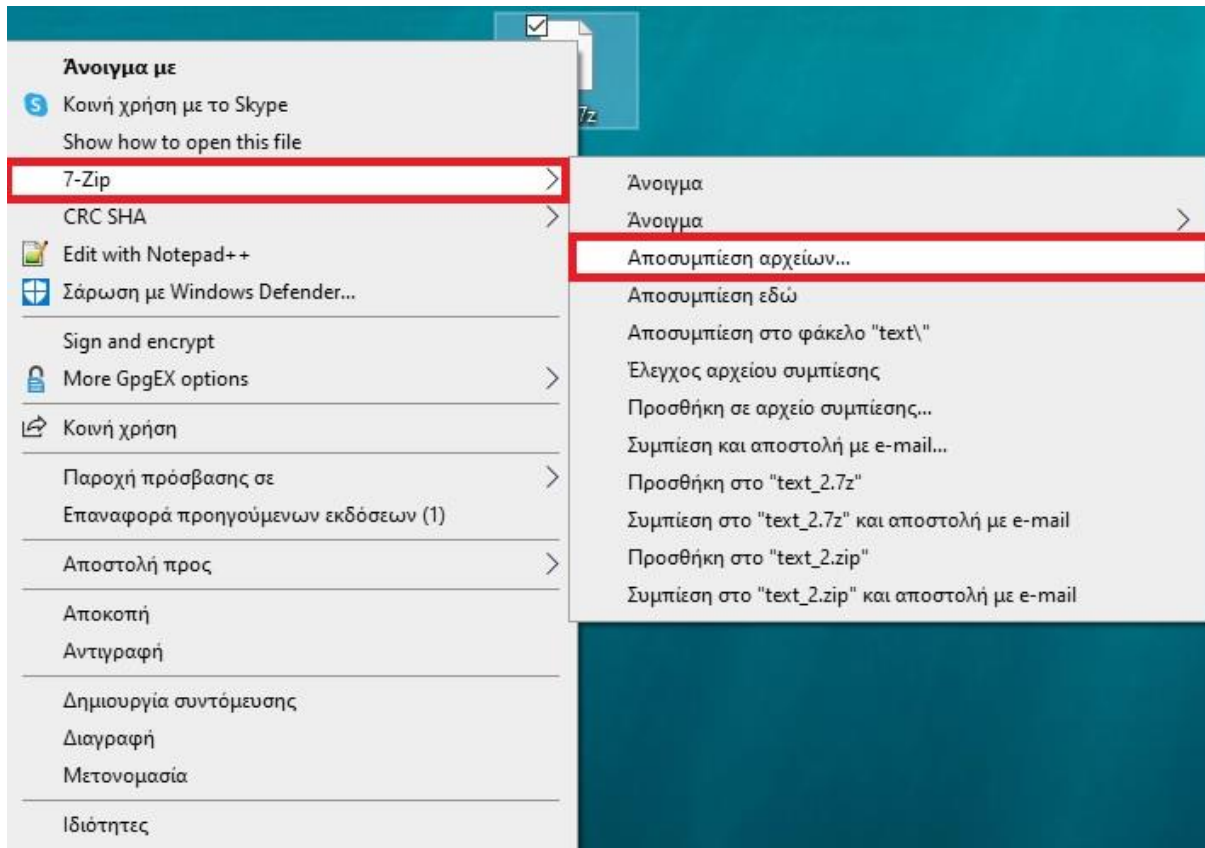 7z
Άνοιγμα με
Κοινή χρήση με το Skype
Show how to open this file
7-Zip
CRC SHA
Edit with Notepad++
Σάρωση με Windows Defender...
Sign and encrypt
More GpgEX options
Κοινή χρήση
Παροχή πρόσβασης σε
Επαναφορά προηγούμενων εκδόσεων (1)
Αποστολή προς
Αποκοπή
Αντιγραφή
Δημιουργία συντόμευσης
Διαγραφή
Μετονομασία
Ιδιότητες
Άνοιγμα
Άνοιγμα
Αποσυμπίεση αρχείων...
Αποσυμπίεση εδώ
Αποσυμπίεση στο φάκελο "text\"
Έλεγχος αρχείου συμπίεσης
Προσθήκη σε αρχείο συμπίεσης...
Συμπίεση και αποστολή με e-mail...
Προσθήκη στο "text_2.7z"
Συμπίεση στο "text_2.7z" και αποστολή με e-mail
Προσθήκη στο "text_2.zip"
Συμπίεση στο "text_2.zip" και αποστολή με e-mail